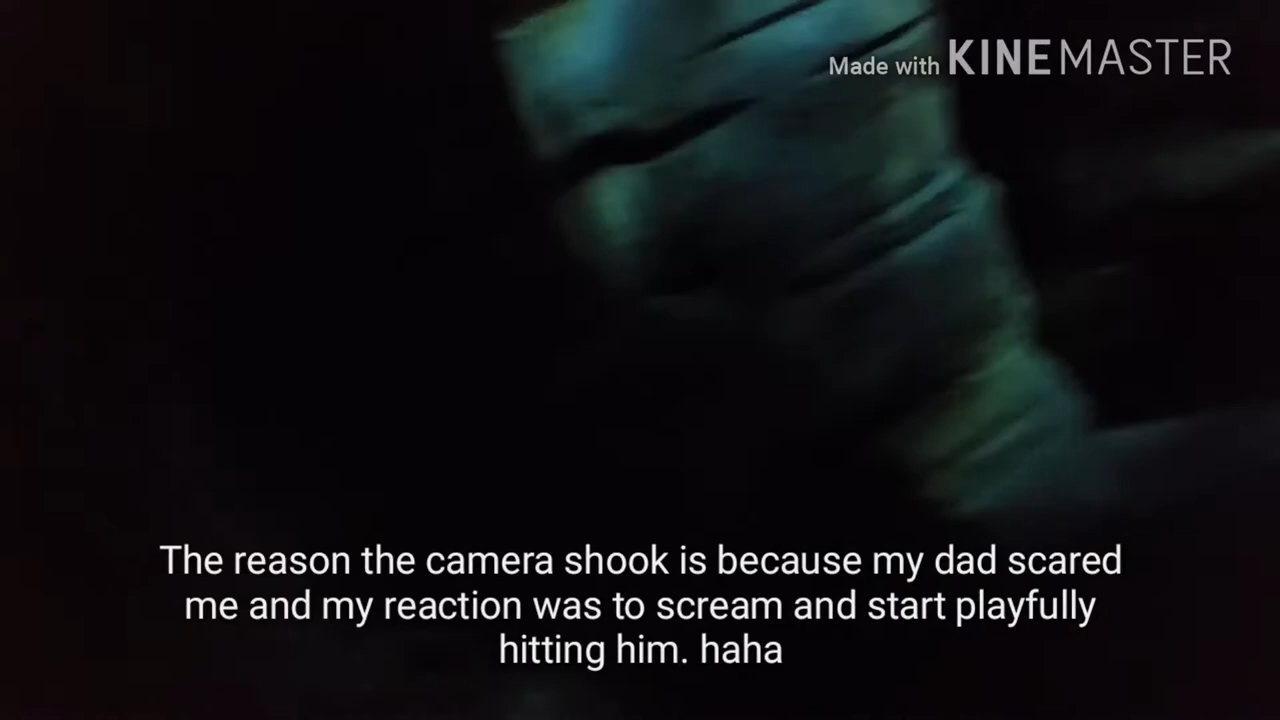 Made with KINEMASTER
The reason the camera shook is because my dad scared
me and my reaction was to scream and start playfully
hitting him. haha